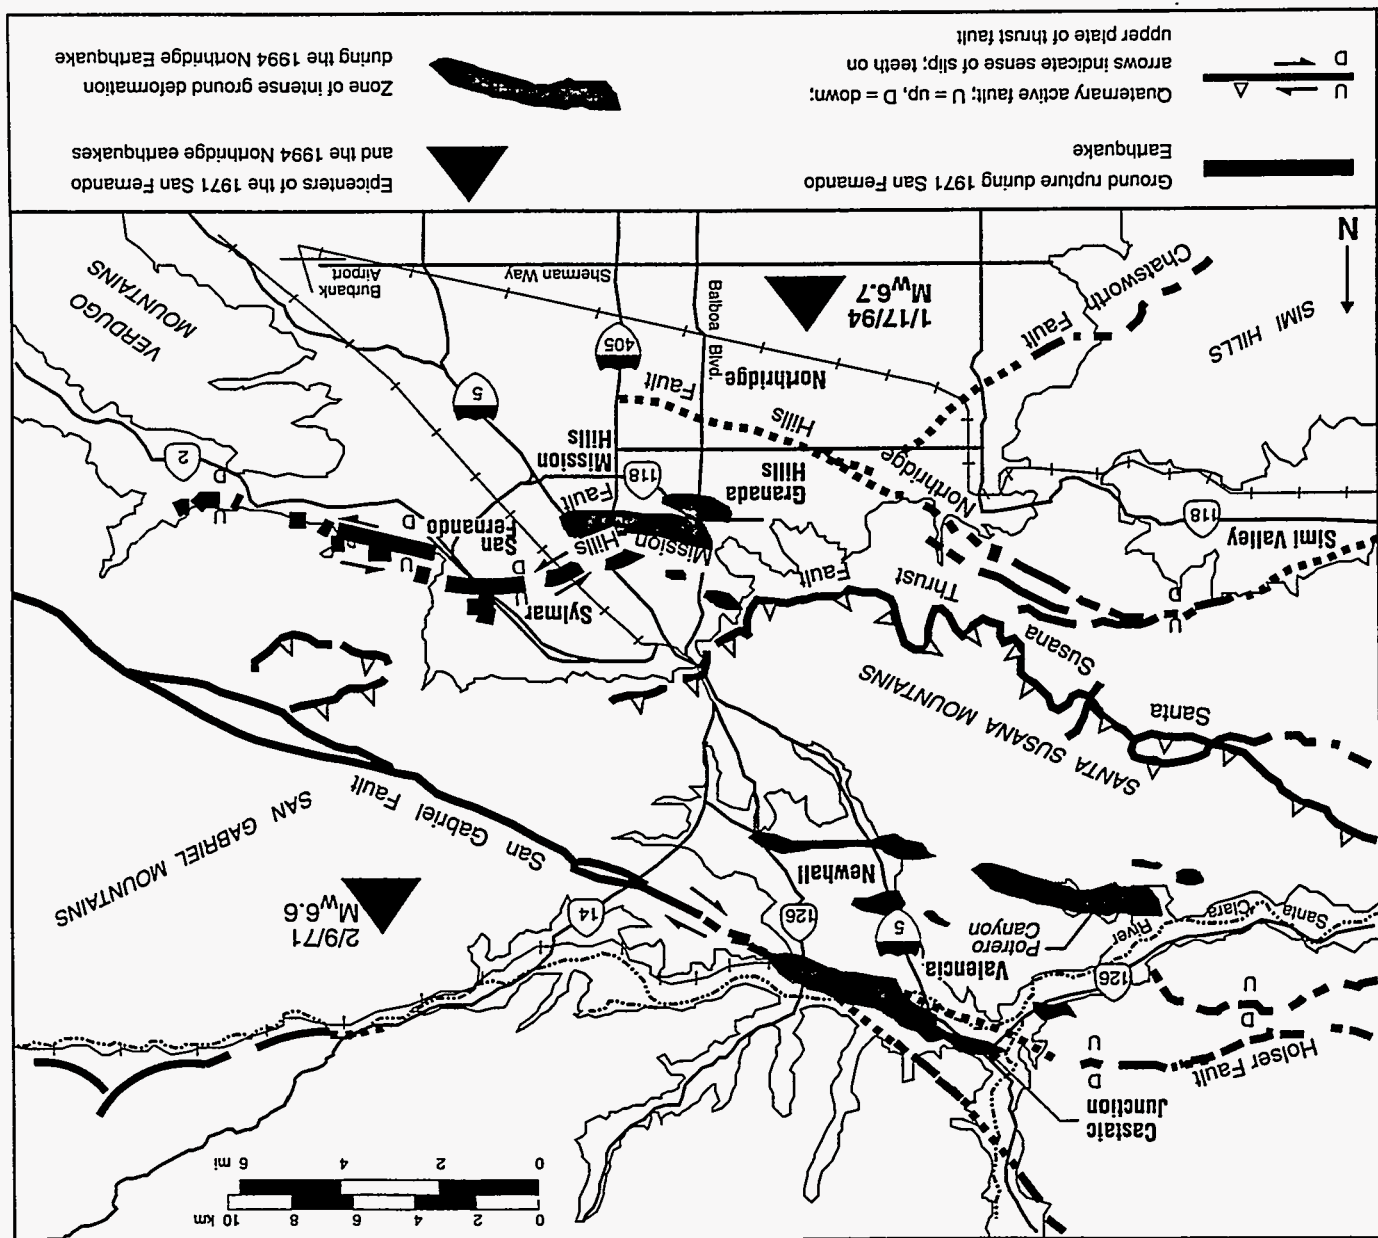 0 2 4 6 8 10 km
0 2 4 6 mi
Castaic
Junction
Holser Fault
D
U
D
U
126
Santa
Clara
River
Potrero
Canyon
Valencia
5
126
14
2/9/71
Mw6.6
Newhall
San Gabriel Fault
SAN GABRIEL MOUNTAINS
SANTA SUSANA MOUNTAINS
Santa
Susana
Thrust
Fault
Simi Valley
118
U
D
Sylmar
U
D
San
Fernando
U
D
U
D
2
Mission
Hills
Fault
Granada
Hills
118
Mission
Hills
Northridge
Hills
Fault
Northridge
405
5
1/17/94
Mw6.7
Balboa Blvd.
Sherman Way
Burbank
Airport
VERDUGO
MOUNTAINS
Chatsworth
Fault
SIMI HILLS
N
Ground rupture during 1971 San Fernando
Earthquake
U
D
Quaternary active fault; U = up, D = down;
arrows indicate sense of slip; teeth on
upper plate of thrust fault
Epicenters of the 1971 San Fernando
and the 1994 Northridge earthquakes
Zone of intense ground deformation
during the 1994 Northridge Earthquake